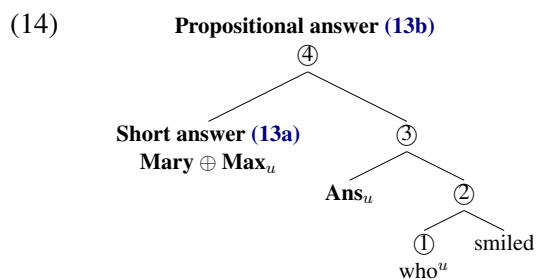 (14) Propositional answer (13b)
④
Short answer (13a) ③
Mary ⊕ Max_u
Ans_u ②
① smiled
who^u